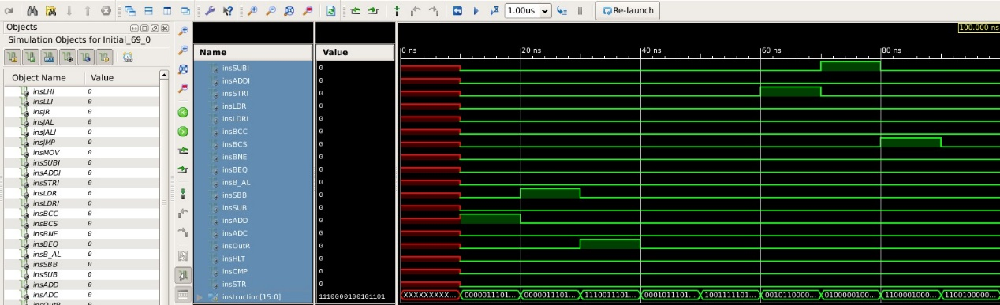 1.00us
Re-launch
Objects
Simulation Objects for Initial_69_0
Object Name Value
insLHI 0
insLLI 0
insJR 0
insJAL 0
insJALI 0
insJMP 0
insMOV 0
insSUBI 0
insADDI 0
insSTRI 0
insLDR 0
insLDRI 0
insBCC 0
insBCS 0
insBNE 0
insBEQ 0
insB_AL 0
insSBB 0
insSUB 0
insADD 0
insADC 0
Name Value
insSUBI 0
insADDI 0
insSTRI 0
insLDR 0
insLDRI 0
insBCC 0
insBCS 0
insBNE 0
insBEQ 0
insB_AL 0
insSBB 0
insSUB 0
insADD 0
insADC 0
insOutR 0
insHLT 0
insCMP 0
insSTR 0
instruction[15:0] 1110000100101101
100.000 ns
0 ns 20 ns 40 ns 60 ns 80 ns
XXXXXXXXX... 0000011101... 0000011101... 1110011101... 0001011101... 1001111101... 0010110000... 0100000100... 1100001000... 1100100000...